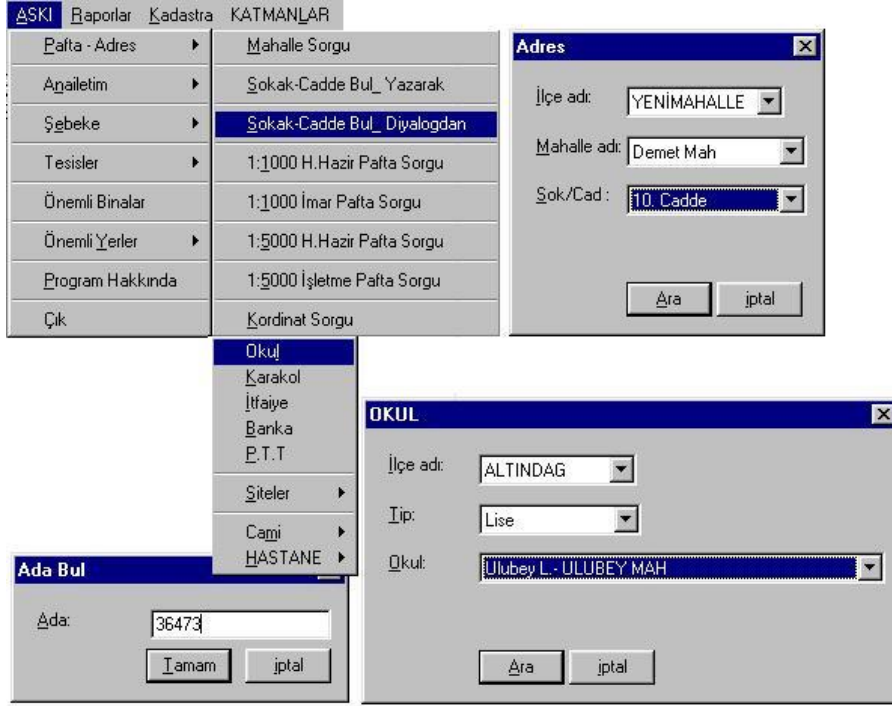 ASKI Raporlar Kadastra KATMANLAR
Pafta - Adres
Anailetim
Şebeke
Tesisler
Önemli Binalar
Önemli Yerler
Program Hakkında
Çık
Mahalle Sorgu
Sokak-Cadde Bul_ Yazarak
Sokak-Cadde Bul_ Diyalogdan
1:1000 H.Hazir Pafta Sorgu
1:1000 İmar Pafta Sorgu
1:5000 H.Hazir Pafta Sorgu
1:5000 İşletme Pafta Sorgu
Kordinat Sorgu
Okul
Karakol
İtfaiye
Banka
P.T.T
Siteler
Cami
HASTANE
Adres
İlçe adı: YENİMAHALLE
Mahalle adı: Demet Mah
Sok/Cad : 10. Cadde
Ara iptal
Ada Bul
Ada: 36473
Tamam iptal
OKUL
İlçe adı: ALTINDAG
Tip: Lise
Okul: Ulubey L.- ULUBEY MAH
Ara iptal